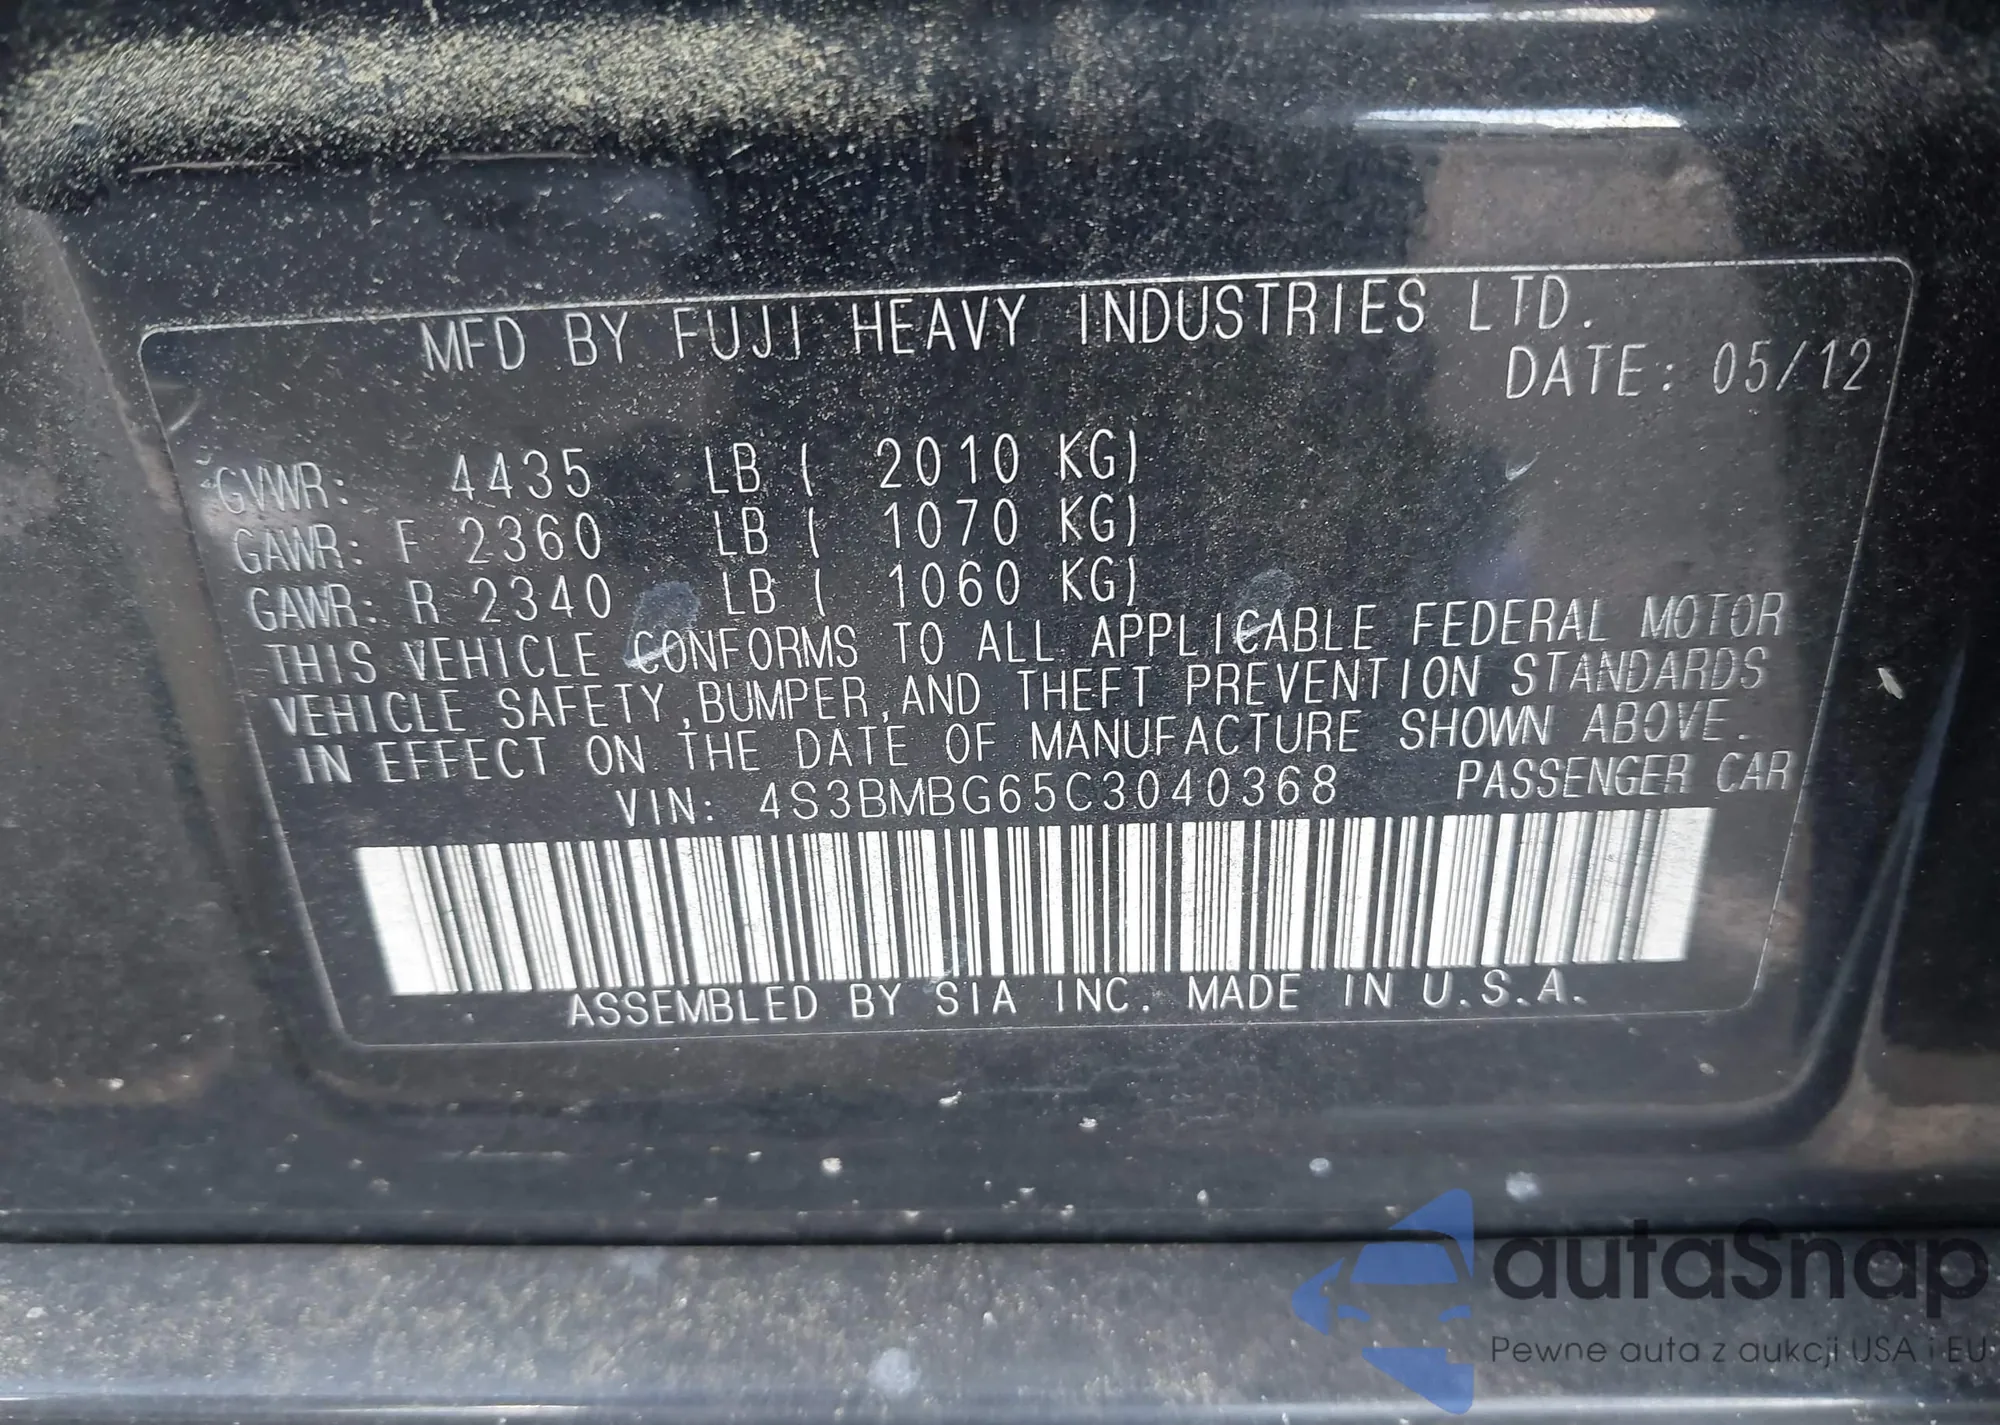 MFD BY FUJI HEAVY INDUSTRIES LTD.
DATE: 05/12
GVWR: 4435 LB ( 2010 KG)
GAWR: F 2360 LB ( 1070 KG)
GAWR: R 2340 LB ( 1060 KG)
THIS VEHICLE CONFORMS TO ALL APPLICABLE FEDERAL MOTOR
VEHICLE SAFETY,BUMPER,AND THEFT PREVENTION STANDARDS
IN EFFECT ON THE DATE OF MANUFACTURE SHOWN ABOVE.
VIN: 4S3BMBG65C3040368 PASSENGER CAR
ASSEMBLED BY SIA INC. MADE IN U.S.A.
autaSnap
Pewne auta z aukcji USA i EU